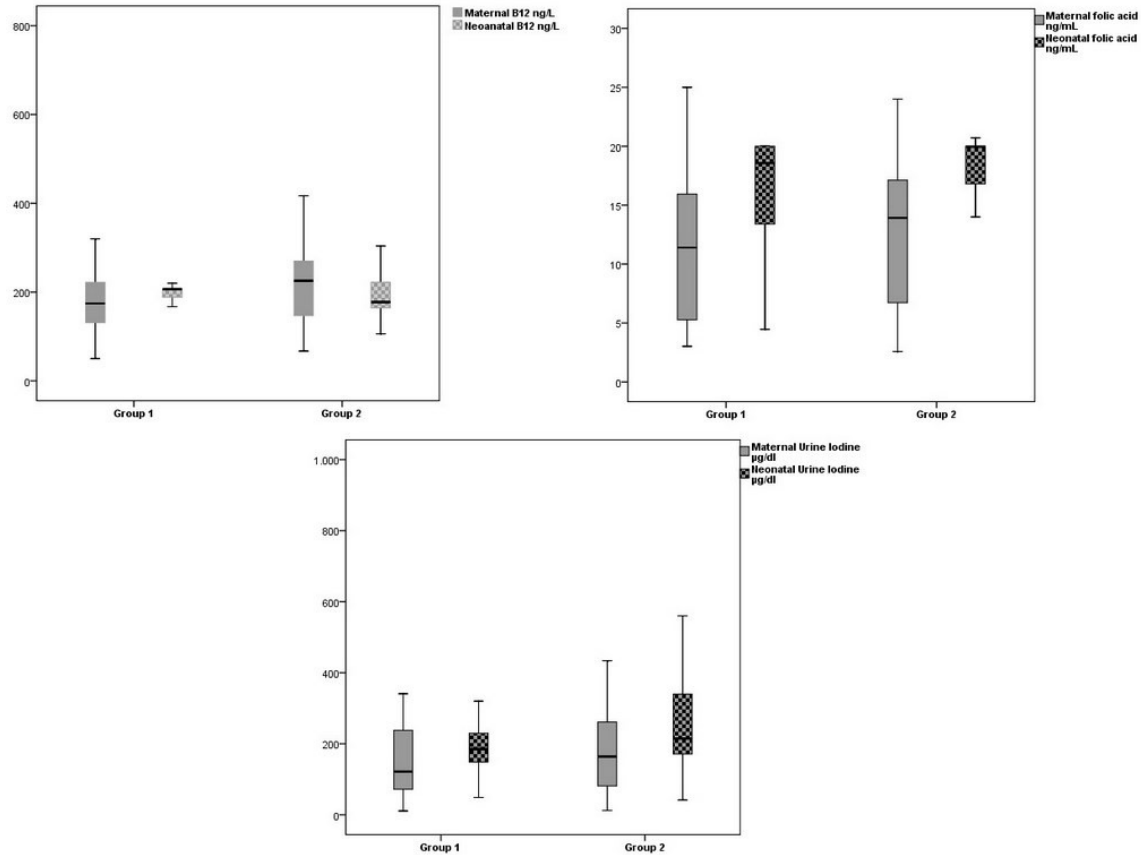 Maternal B12 ng/L
Neoanatal B12 ng/L
800
600
400
200
0
Group 1 Group 2
Maternal folic acid
ng/mL
Neonatal folic acid
ng/mL
30
25
20
15
10
5
0
Group 1 Group 2
Maternal Urine Iodine
µg/dl
Neonatal Urine Iodine
µg/dl
1.000
800
600
400
200
0
Group 1 Group 2